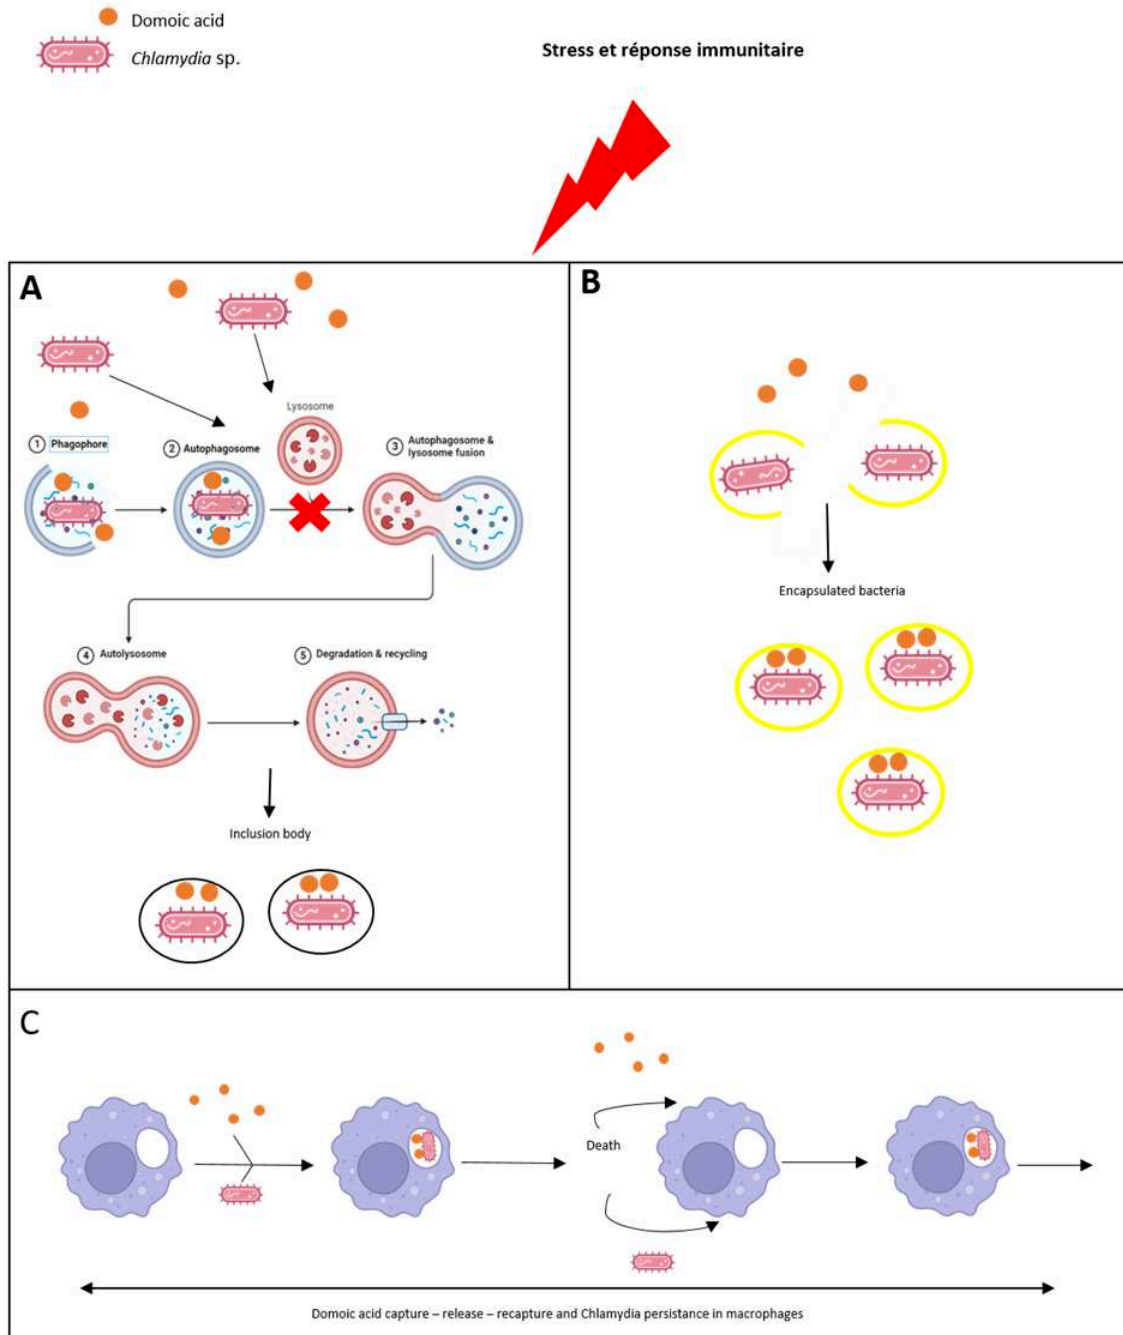 Domoic acid
Chlamydia sp.
Stress et réponse immunitaire
A
Lysosome
1 Phagophore
2 Autophagosome
3 Autophagosome &
lysosome fusion
4 Autolysosome
5 Degradation & recycling
Inclusion body
B
Encapsulated bacteria
C
Death
Domoic acid capture – release – recapture and Chlamydia persistance in macrophages